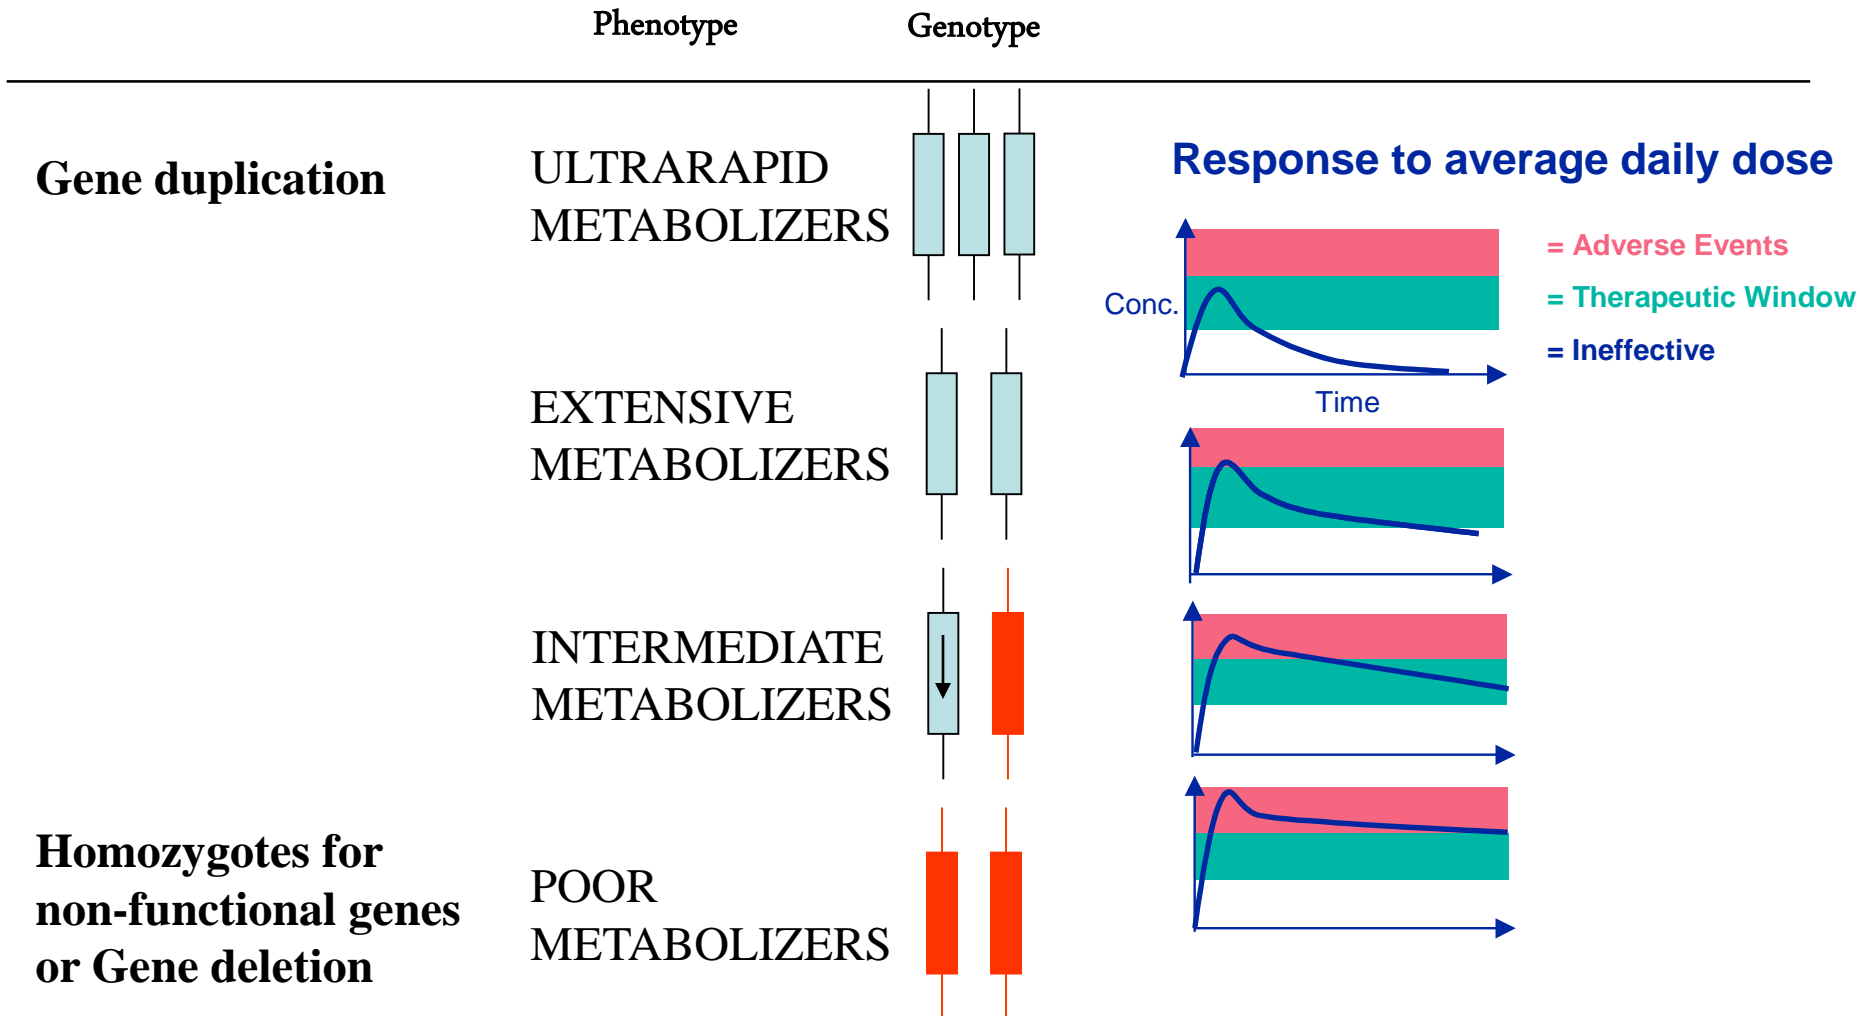 Phenotype
Genotype
Gene duplication
ULTRARAPID
METABOLIZERS
Response to average daily dose
= Adverse Events
= Therapeutic Window
= Ineffective
Conc.
Time
EXTENSIVE
METABOLIZERS
INTERMEDIATE
METABOLIZERS
Homozygotes for
non-functional genes
or Gene deletion
POOR
METABOLIZERS